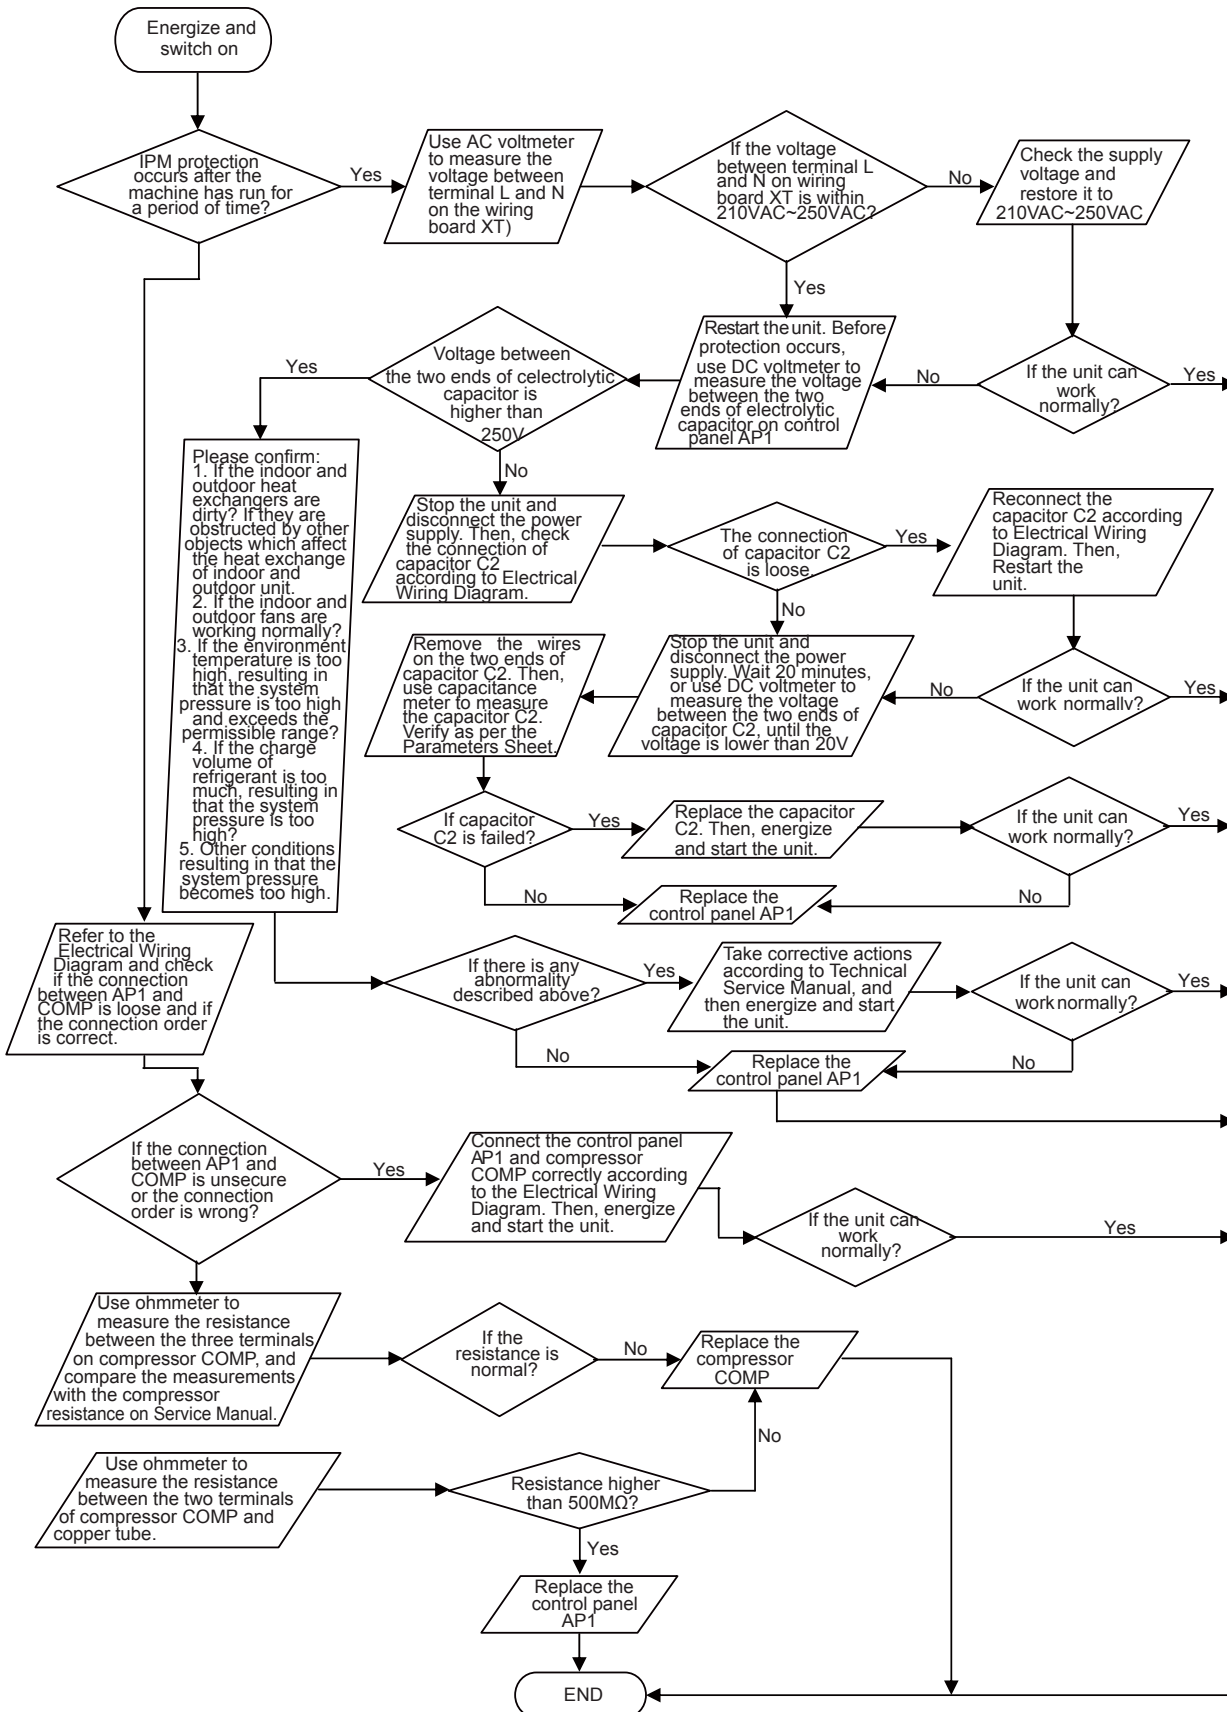 Energize and
switch on
IPM protection
occurs after the
machine has run for
a period of time?
Yes
Use AC voltmeter
to measure the
voltage between
terminal L and N
on the wiring
board XT)
If the voltage
between terminal L
and N on wiring
board XT is within
210VAC~250VAC?
No
Check the supply
voltage and
restore it to
210VAC~250VAC
Yes
Restart the unit. Before
protection occurs,
use DC voltmeter to
measure the voltage
between the two
ends of electrolytic
capacitor on control
panel AP1
No
If the unit can
work
normally?
Yes
Voltage between
the two ends of celectrolytic
capacitor is
higher than
250V
Yes
No
Please confirm:
1. If the indoor and
outdoor heat
exchangers are
dirty? If they are
obstructed by other
objects which affect
the heat exchange
of indoor and
outdoor unit.
2. If the indoor and
outdoor fans are
working normally?
3. If the environment
temperature is too
high, resulting in
that the system
pressure is too high
and exceeds the
permissible range?
4. If the charge
volume of
refrigerant is too
much, resulting in
that the system
pressure is too
high?
5. Other conditions
resulting in that the
system pressure
becomes too high.
Stop the unit and
disconnect the power
supply. Then, check
the connection of
capacitor C2
according to Electrical
Wiring Diagram.
The connection
of capacitor C2
is loose.
Yes
Reconnect the
capacitor C2 according
to Electrical Wiring
Diagram. Then,
Restart the
unit.
No
Remove the wires
on the two ends of
capacitor C2. Then,
use capacitance
meter to measure
the capacitor C2.
Verify as per the
Parameters Sheet.
Stop the unit and
disconnect the power
supply. Wait 20 minutes,
or use DC voltmeter to
measure the voltage
between the two ends of
capacitor C2, until the
voltage is lower than 20V
No
If the unit can
work normally?
Yes
If capacitor
C2 is failed?
Yes
Replace the capacitor
C2. Then, energize
and start the unit.
If the unit can
work normally?
Yes
No
Replace the
control panel AP1
No
Refer to the
Electrical Wiring
Diagram and check
if the connection
between AP1 and
COMP is loose and if
the connection order
is correct.
If there is any
abnormality
described above?
Yes
Take corrective actions
according to Technical
Service Manual, and
then energize and start
the unit.
If the unit can
work normally?
Yes
No
Replace the
control panel AP1
No
If the connection
between AP1 and
COMP is unsecure
or the connection
order is wrong?
Yes
Connect the control panel
AP1 and compressor
COMP correctly according
to the Electrical Wiring
Diagram. Then, energize
and start the unit.
If the unit can
work
normally?
Yes
Use ohmmeter to
measure the resistance
between the three terminals
on compressor COMP, and
compare the measurements
with the compressor
resistance on Service Manual.
If the
resistance is
normal?
No
Replace the
compressor
COMP
No
Use ohmmeter to
measure the resistance
between the two terminals
of compressor COMP and
copper tube.
Resistance higher
than 500MΩ?
Yes
Replace the
control panel
AP1
END